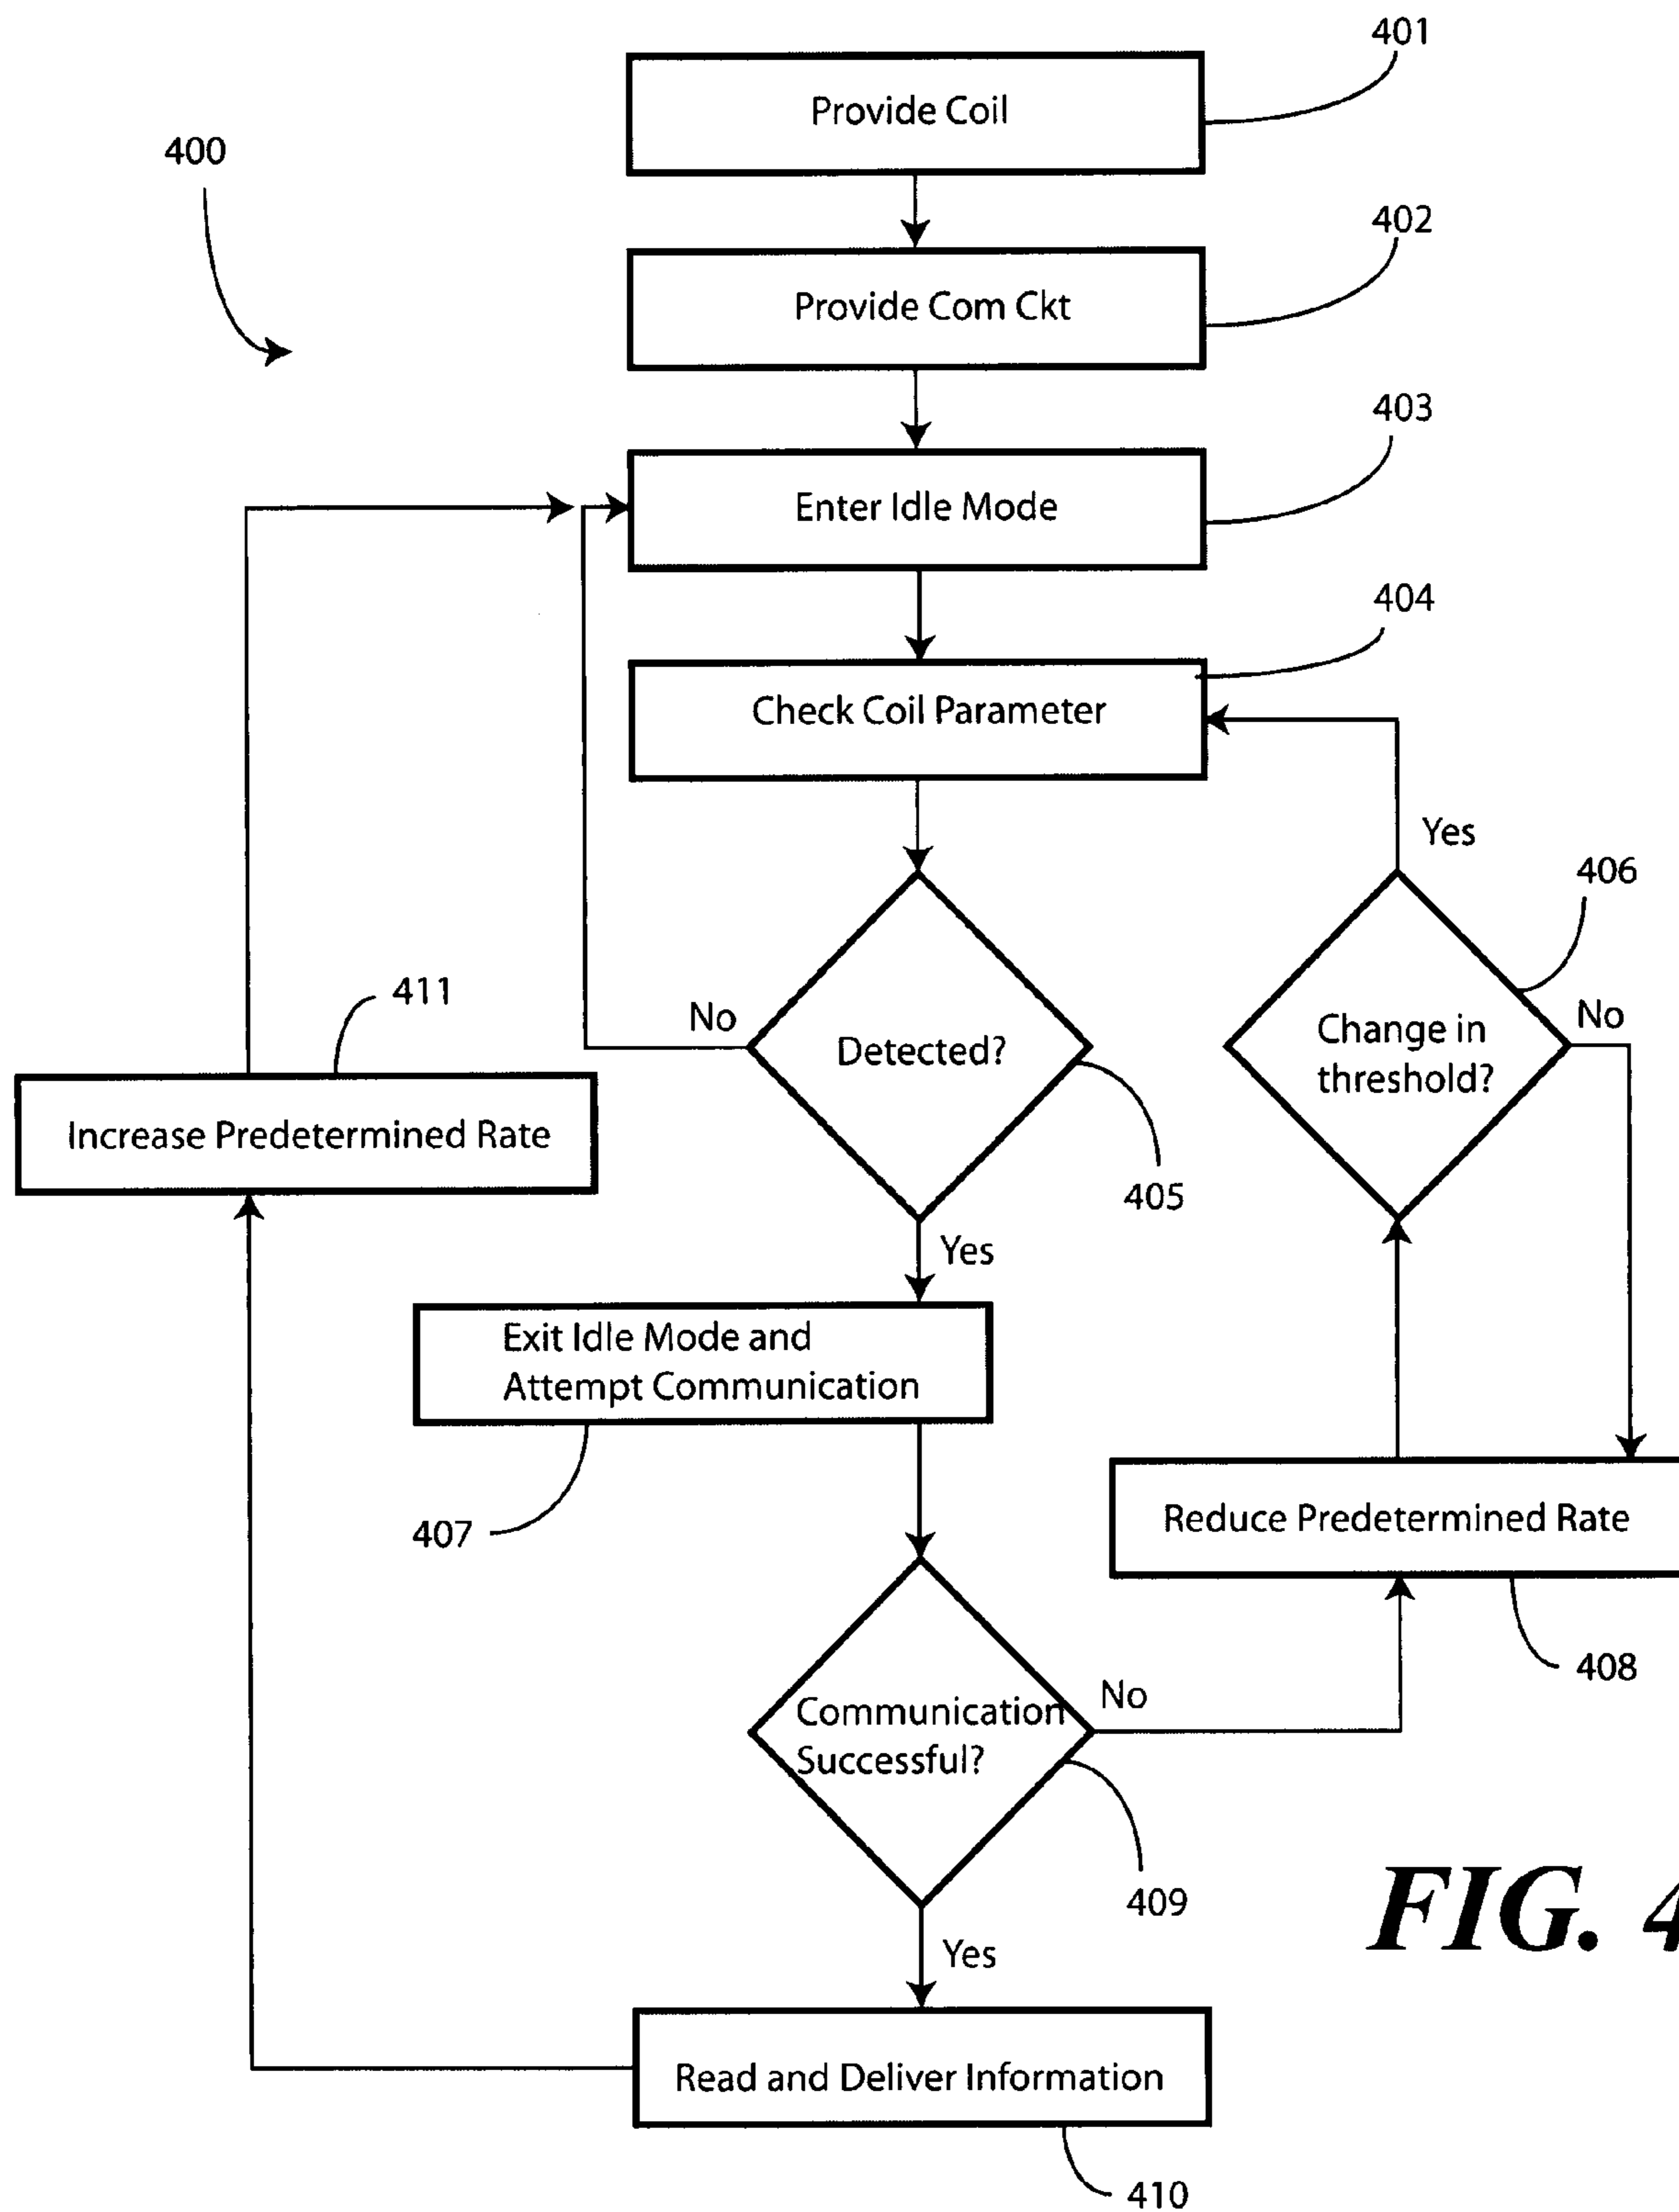 401
Provide Coil
400
402
Provide Com Ckt
403
Enter Idle Mode
404
Check Coil Parameter
Yes
406
411
No
Detected?
Change in
threshold?
No
Increase Predetermined Rate
405
Yes
Exit Idle Mode and
Attempt Communication
407
Reduce Predetermined Rate
408
Communication
Successful?
No
409
FIG. 4
Yes
Read and Deliver Information
410